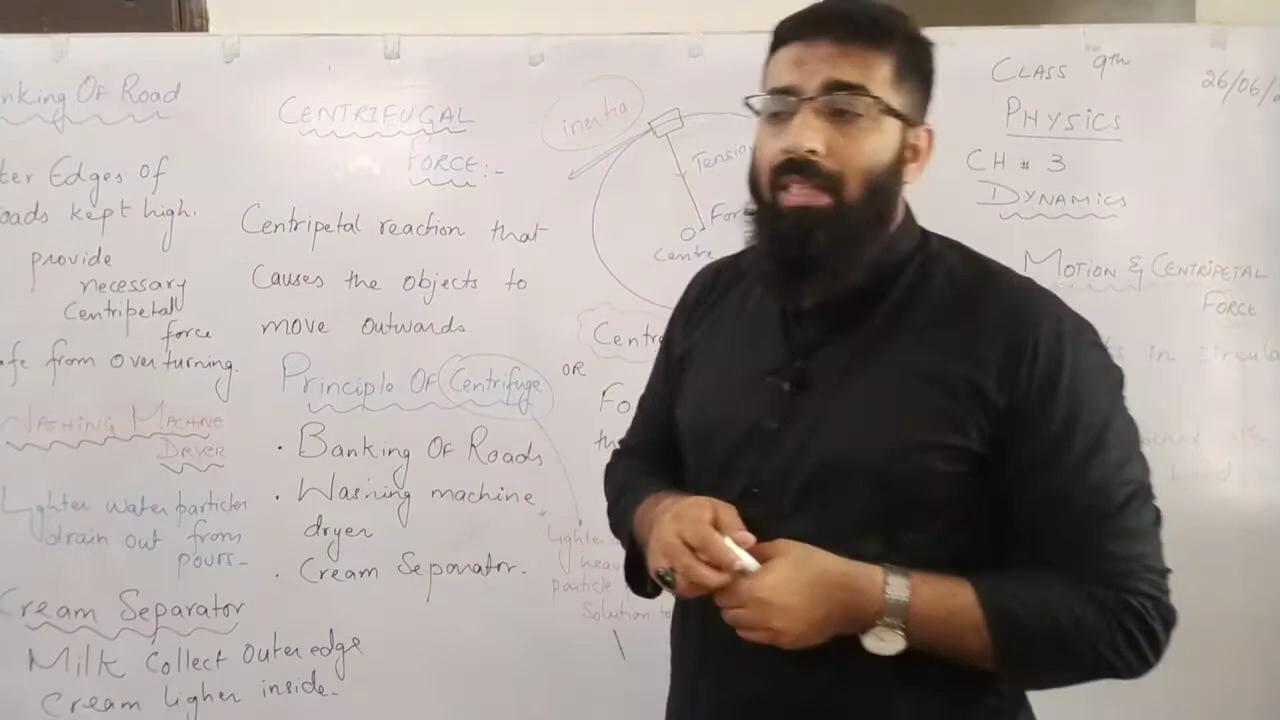 nking Of Road
ter Edges of
oads kept high.
provide
necessary
Centripetal
force
afe from overturning.
Washing Machine
Dryer
Lighter water particles
drain out from
pours-
Cream Separator
Milk Collect Outer edge
Cream ligher inside-
CENTRIFUGAL
FORCE:-
Centripetal reaction that
Causes the objects to
move outwards.
Principle Of Centrifuge
· Banking Of Roads
· Washing machine
dryer
· Cream Separator.
inertia
Tension
For
Centre
Centr
OR
Fo
th
Lighte
heav
particle
Solution to
CLASS 9th
26/06/
PHYSICS
CH # 3
DYNAMICS
MOTION & CENTRIPETAL
FORCE
in circula